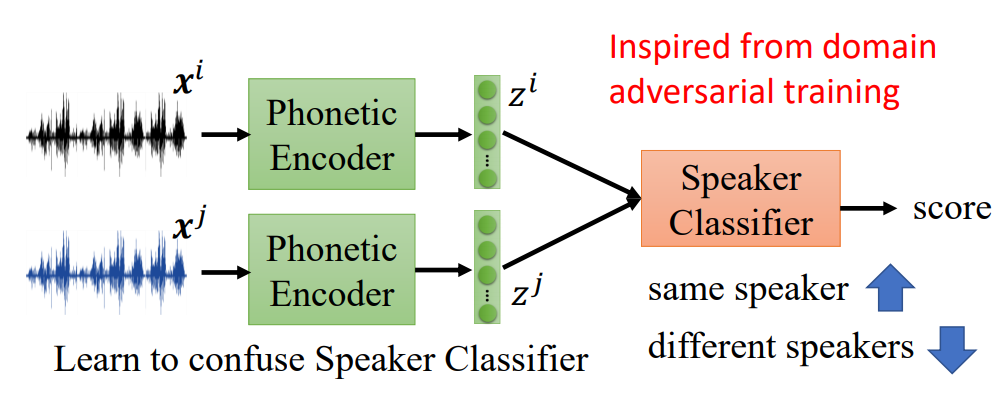 Inspired from domain
adversarial training
x^i
Phonetic
Encoder
z^i
x^j
Phonetic
Encoder
z^j
Speaker
Classifier
score
same speaker
different speakers
Learn to confuse Speaker Classifier